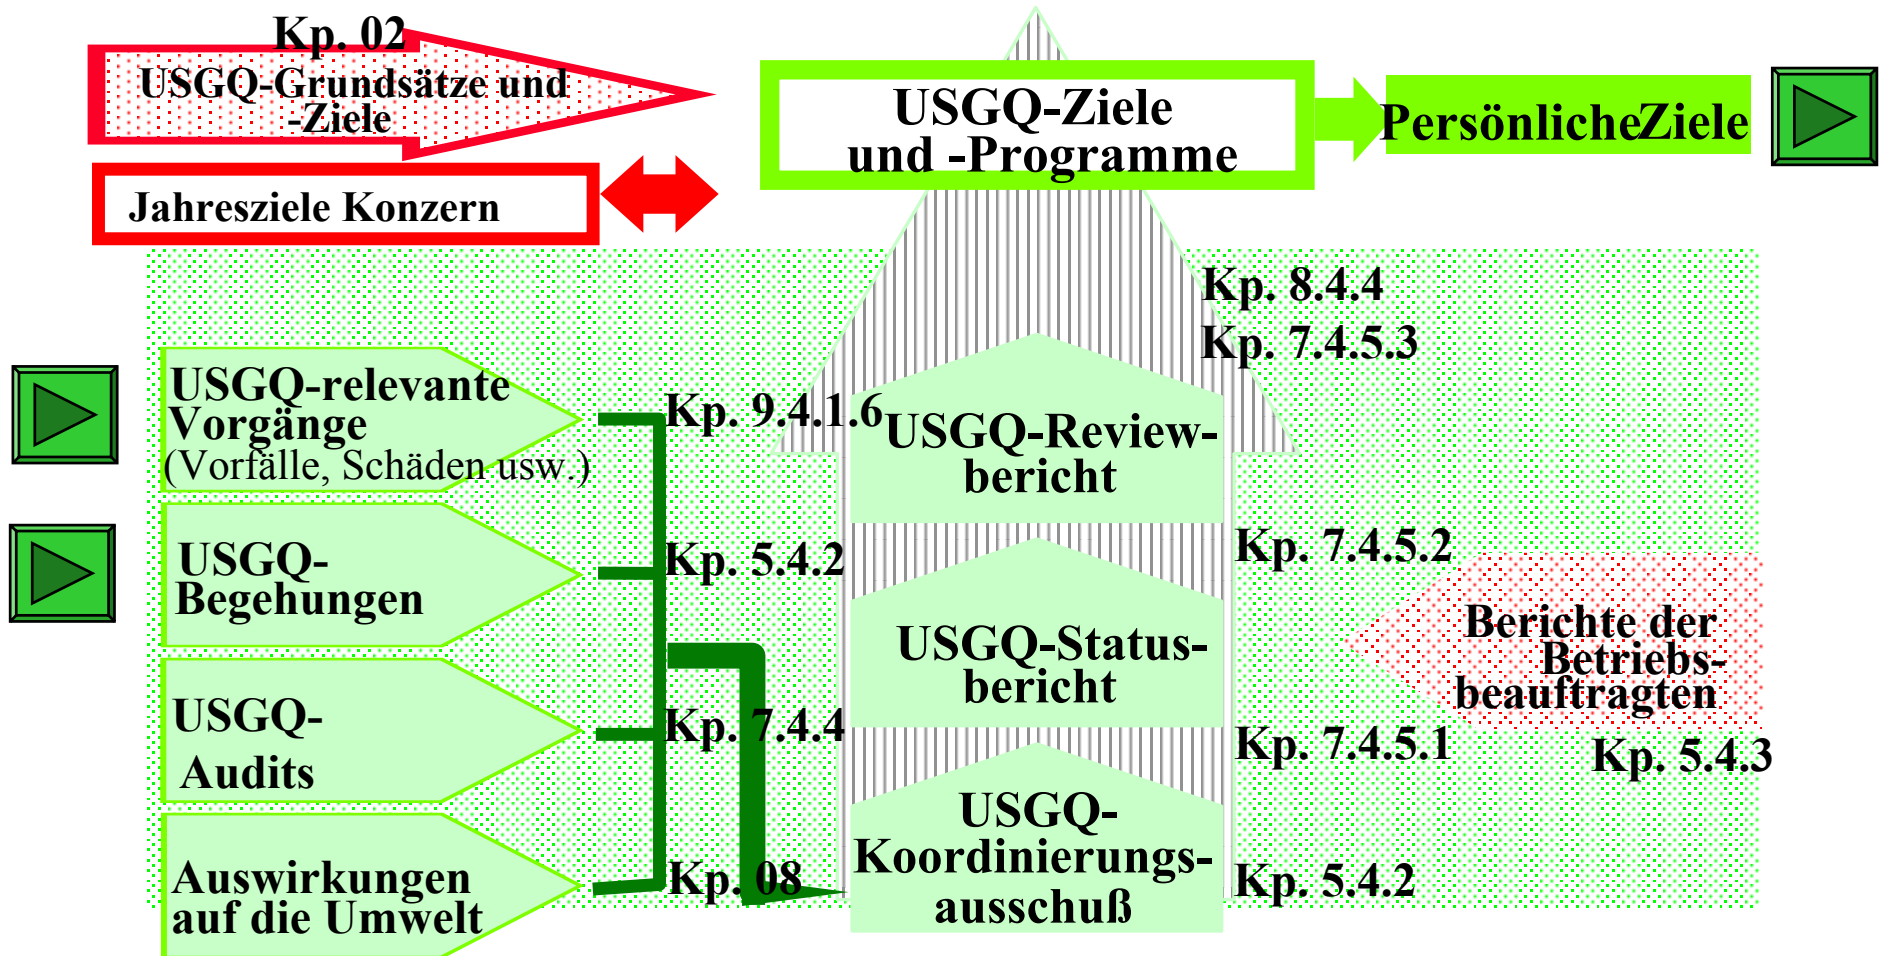 Kp. 02
USGQ-Grundsätze und
-Ziele
Jahresziele Konzern
USGQ-Ziele
und -Programme
Persönliche Ziele
Kp. 8.4.4
Kp. 7.4.5.3
USGQ-relevante
Vorgänge
(Vorfälle, Schäden usw.)
Kp. 9.4.1.6
USGQ-
Begehungen
Kp. 5.4.2
USGQ-
Audits
Kp. 7.4.4
Auswirkungen
auf die Umwelt
Kp. 08
USGQ-Review-
bericht
Kp. 7.4.5.2
USGQ-Status-
bericht
Kp. 7.4.5.1
USGQ-
Koordinierungs-
ausschuß
Kp. 5.4.2
Berichte der
Betriebs-
beauftragten
Kp. 5.4.3